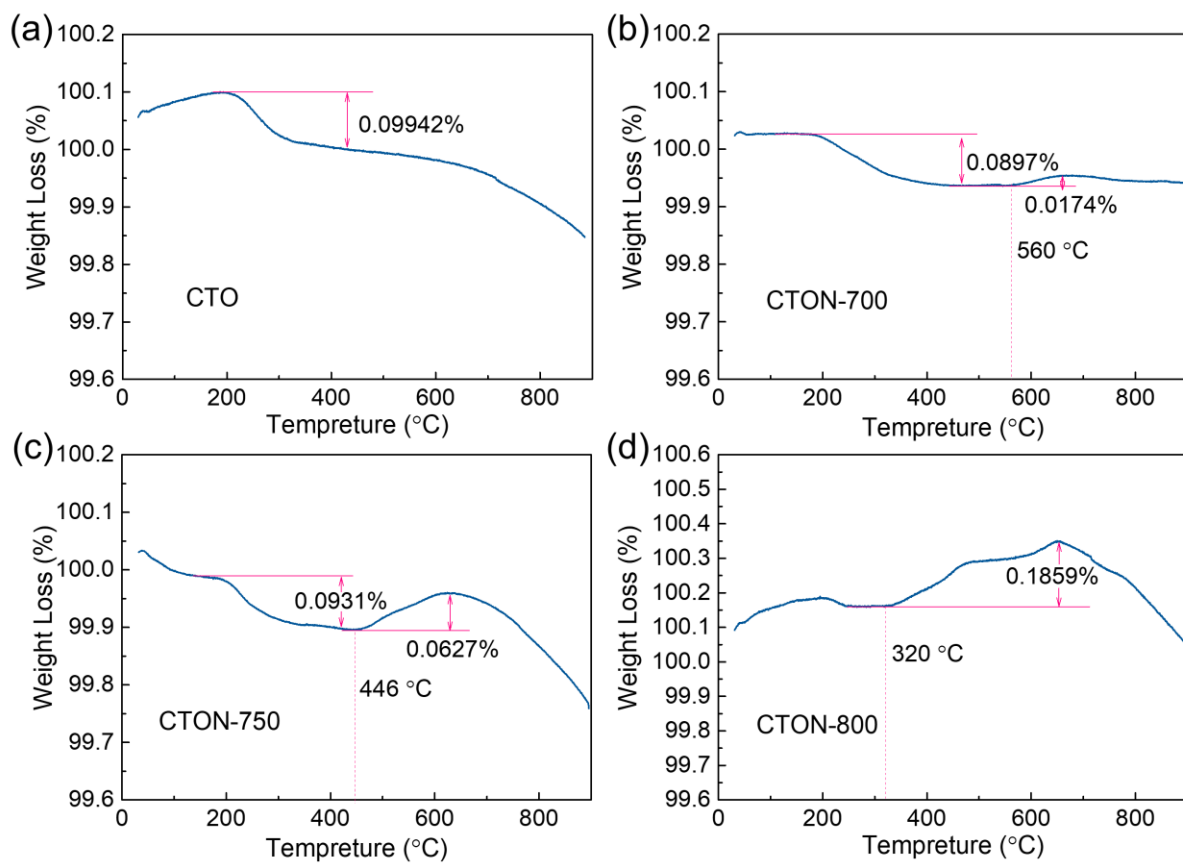 (a)
100.2
100.1
100.0
99.9
99.8
99.7
99.6
Weight Loss (%)
0.09942%
CTO
0 200 400 600 800
Tempreture (°C)
(b)
100.2
100.1
100.0
99.9
99.8
99.7
99.6
Weight Loss (%)
0.0897%
0.0174%
560 °C
CTON-700
0 200 400 600 800
Tempreture (°C)
(c)
100.2
100.1
100.0
99.9
99.8
99.7
99.6
Weight Loss (%)
0.0931%
0.0627%
446 °C
CTON-750
0 200 400 600 800
Tempreture (°C)
(d)
100.6
100.5
100.4
100.3
100.2
100.1
100.0
99.9
99.8
99.7
99.6
Weight Loss (%)
0.1859%
320 °C
CTON-800
0 200 400 600 800
Tempreture (°C)